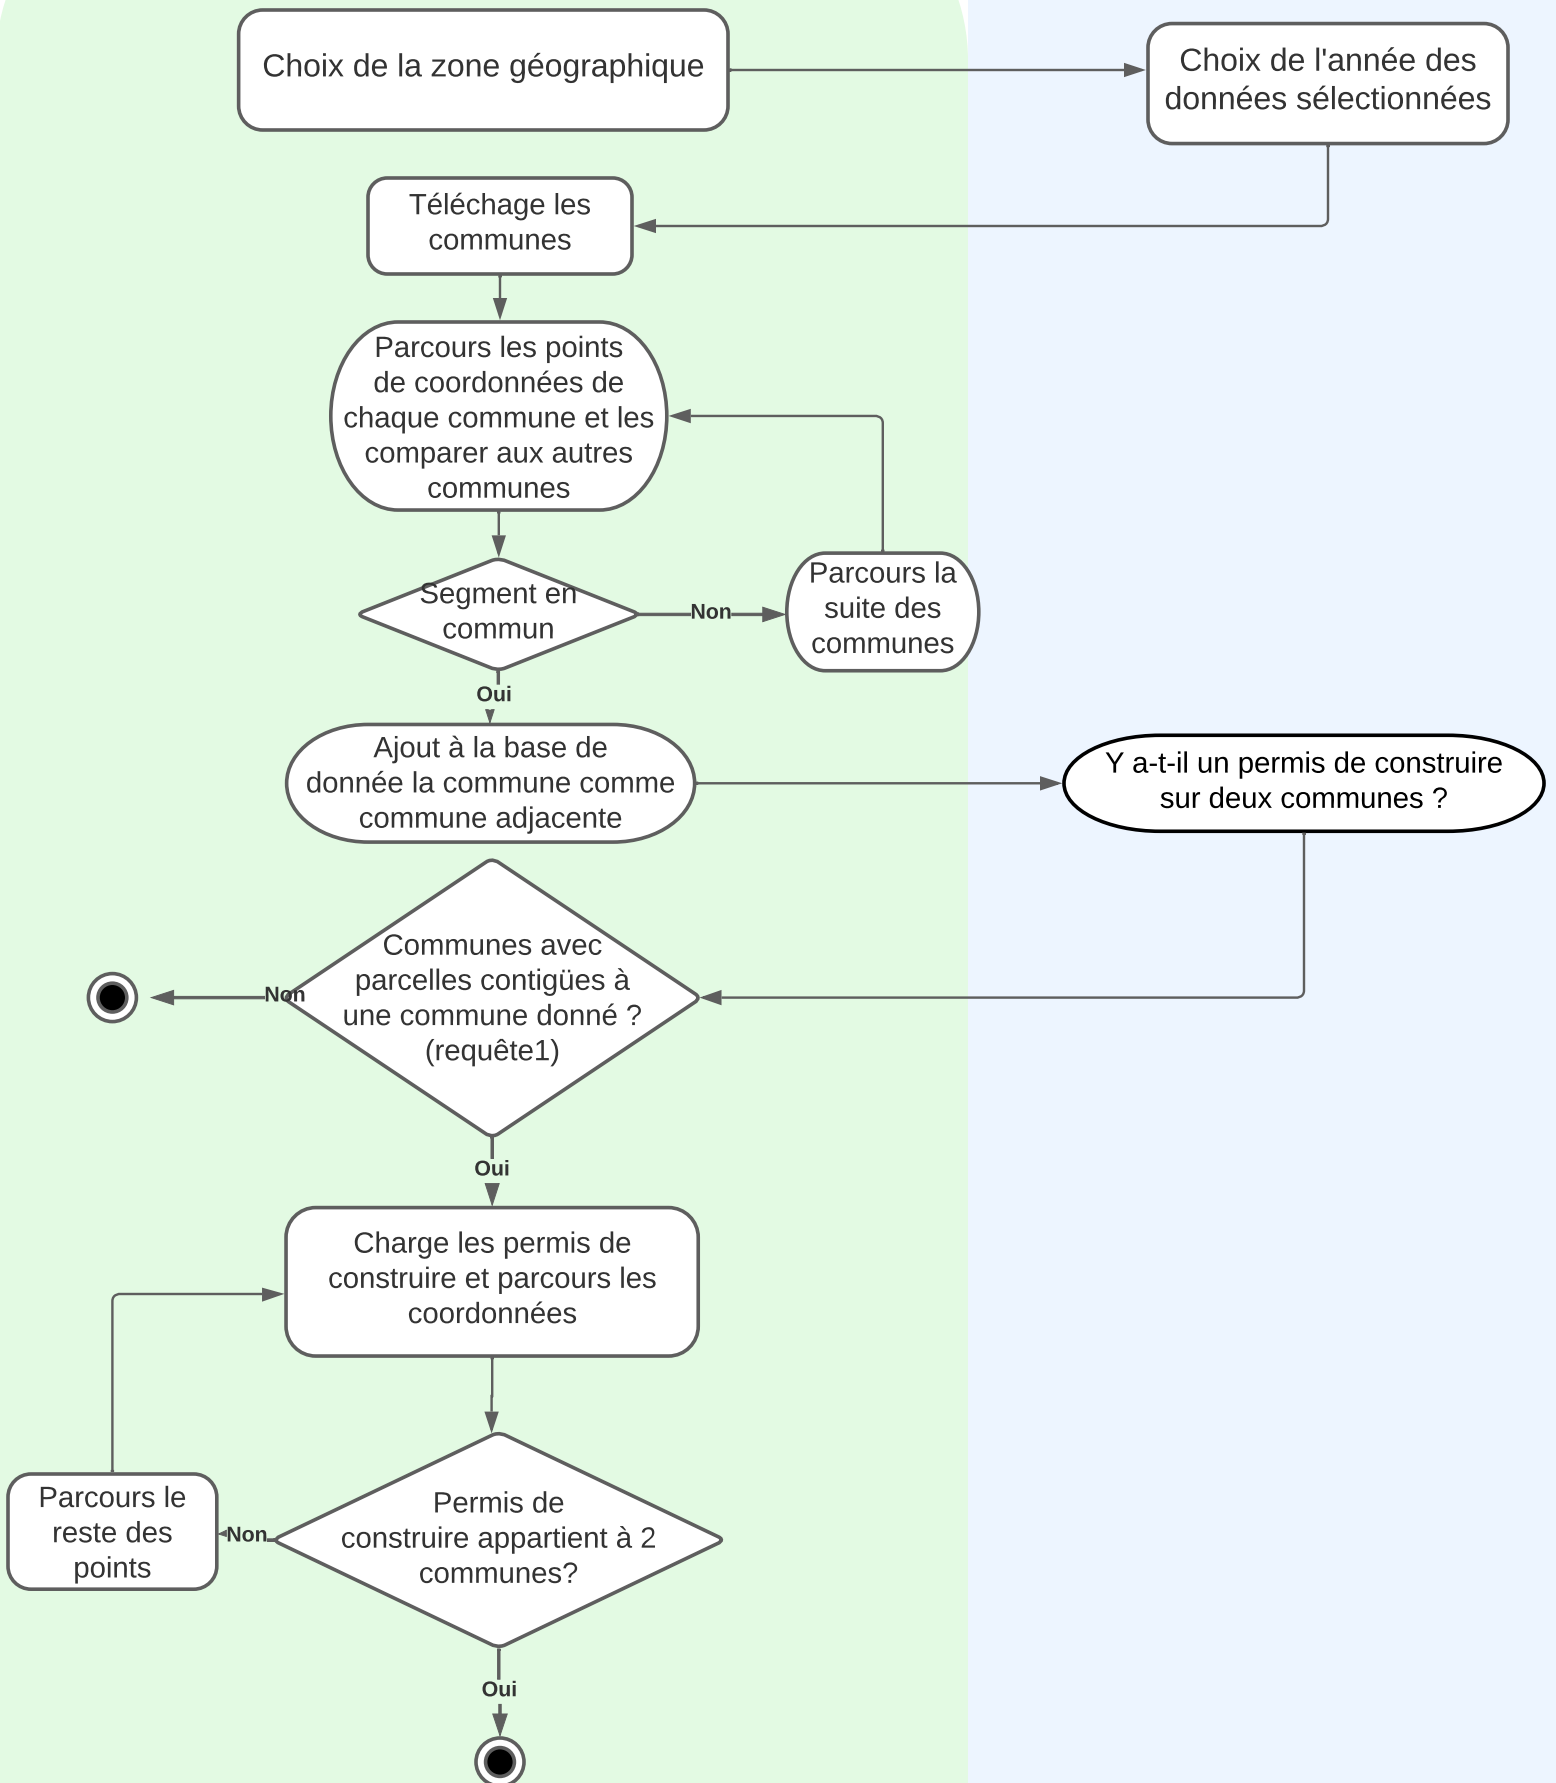 Choix de la zone géographique
Choix de l'année des
données sélectionnées
Téléchage les
communes
Parcours les points
de coordonnées de
chaque commune et les
comparer aux autres
communes
Segment en
commun
Non
Parcours la
suite des
communes
Oui
Ajout à la base de
donnée la commune comme
commune adjacente
Y a-t-il un permis de construire
sur deux communes ?
Communes avec
parcelles contigües à
une commune donné ?
(requête1)
Non
Oui
Charge les permis de
construire et parcours les
coordonnées
Permis de
construire appartient à 2
communes?
Non
Parcours le
reste des
points
Oui